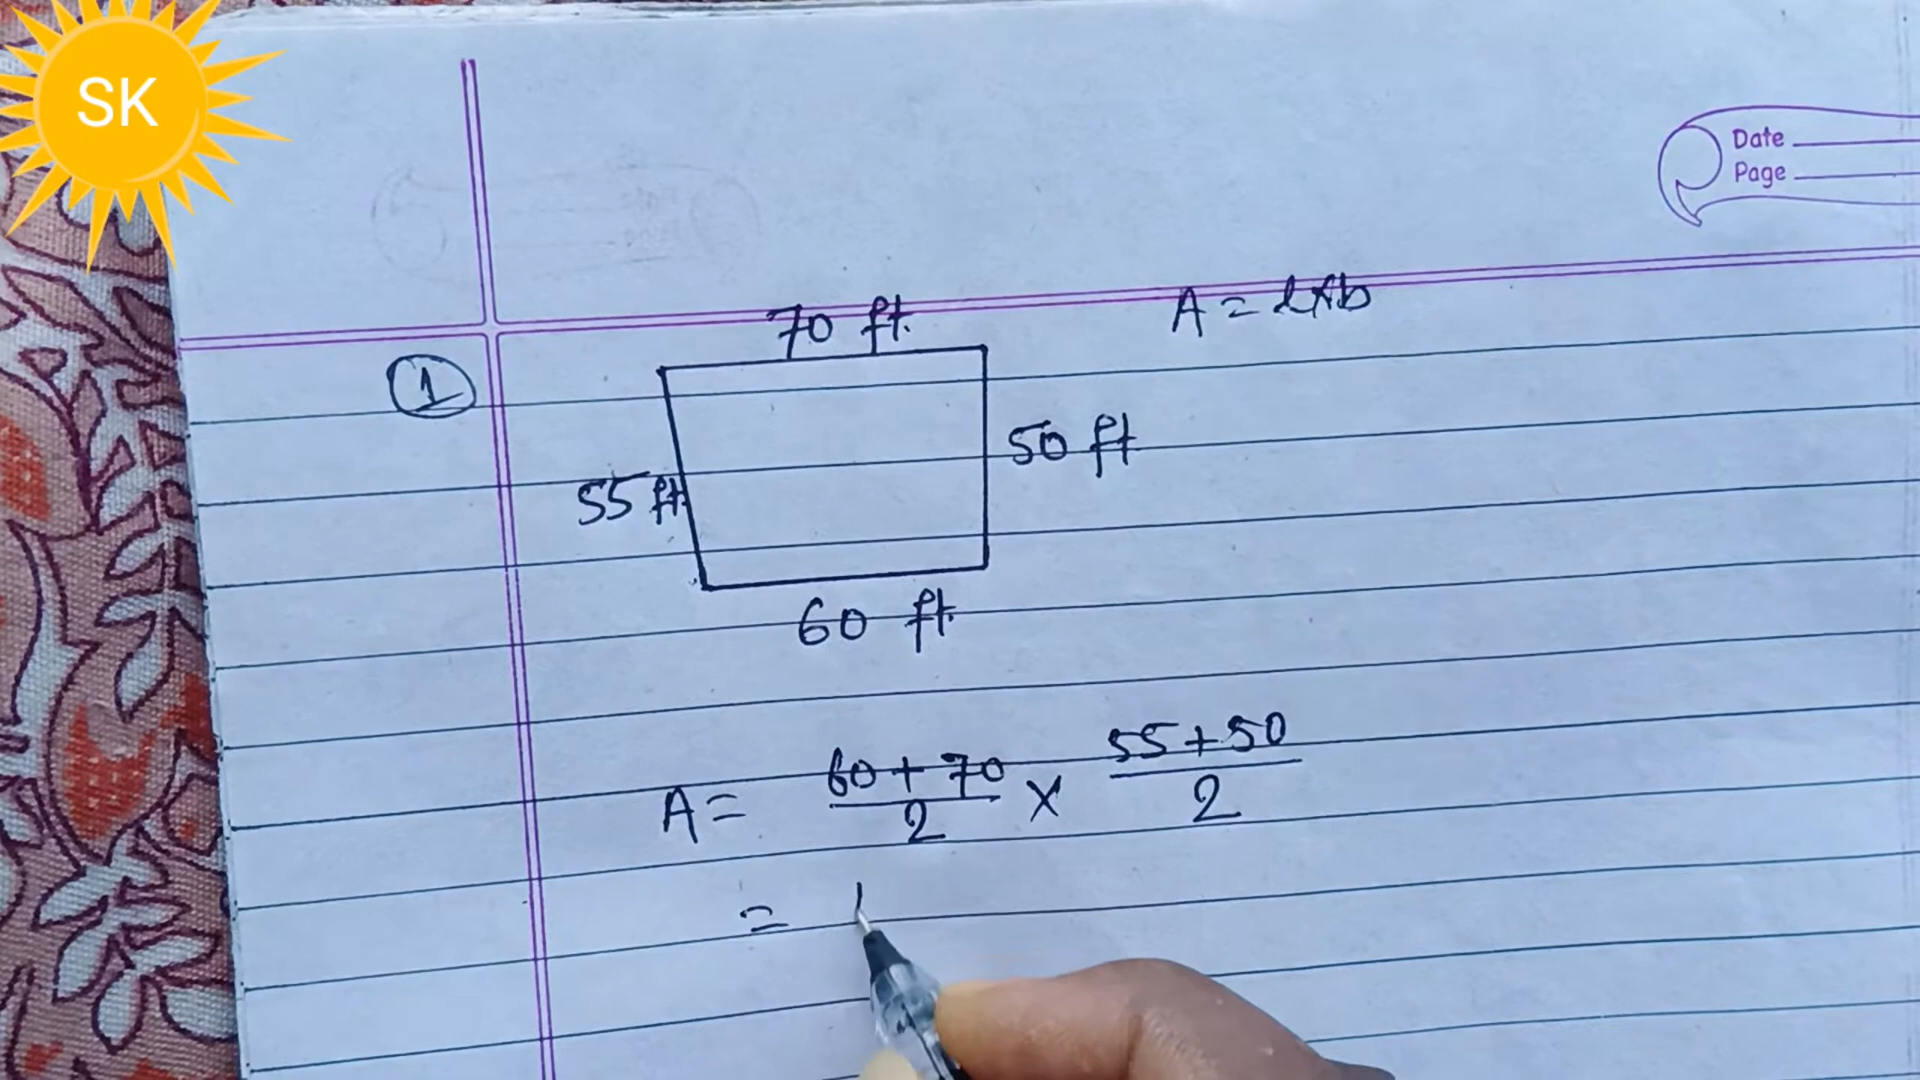 SK
Date
Page
70 ft.
A = l×b
1
50 ft
55 ft.
60 ft.
A = 60 + 70 / 2 × 55 + 50 / 2
=